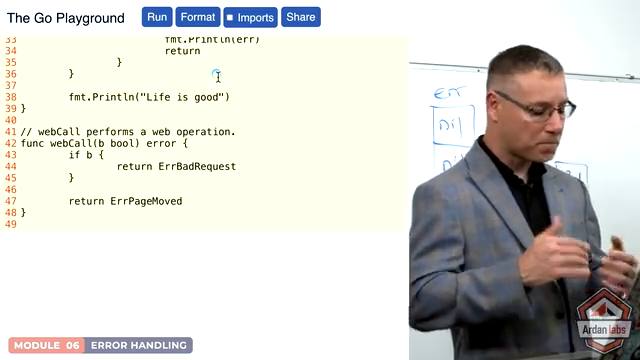 The Go Playground Run Format Imports Share
33 fmt.Println(err)
34 return
35 }
36 }
37
38 fmt.Println("Life is good")
39 }
40
41 // webCall performs a web operation.
42 func webCall(b bool) error {
43 if b {
44 return ErrBadRequest
45 }
46
47 return ErrPageMoved
48 }
49
err
Nil
Ardan labs
MODULE 06 ERROR HANDLING